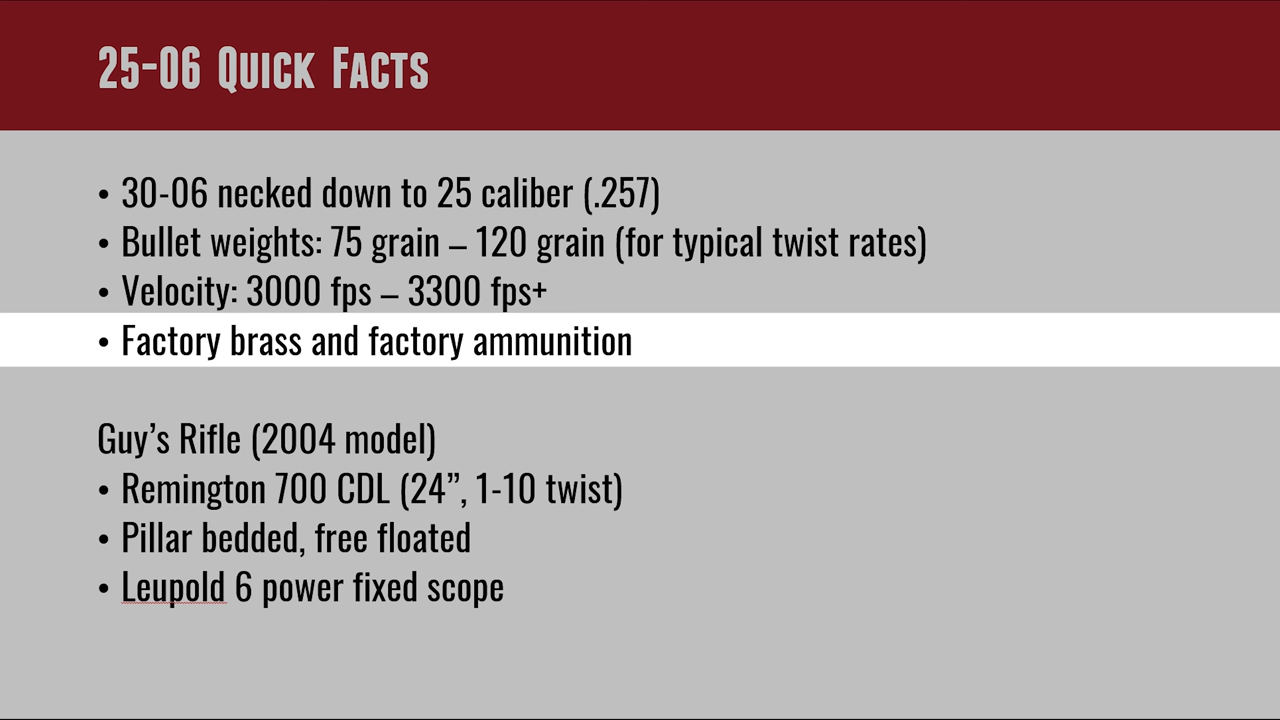 25-06 Quick Facts
• 30-06 necked down to 25 caliber (.257)
• Bullet weights: 75 grain – 120 grain (for typical twist rates)
• Velocity: 3000 fps – 3300 fps+
• Factory brass and factory ammunition
Guy’s Rifle (2004 model)
• Remington 700 CDL (24”, 1-10 twist)
• Pillar bedded, free floated
• Leupold 6 power fixed scope